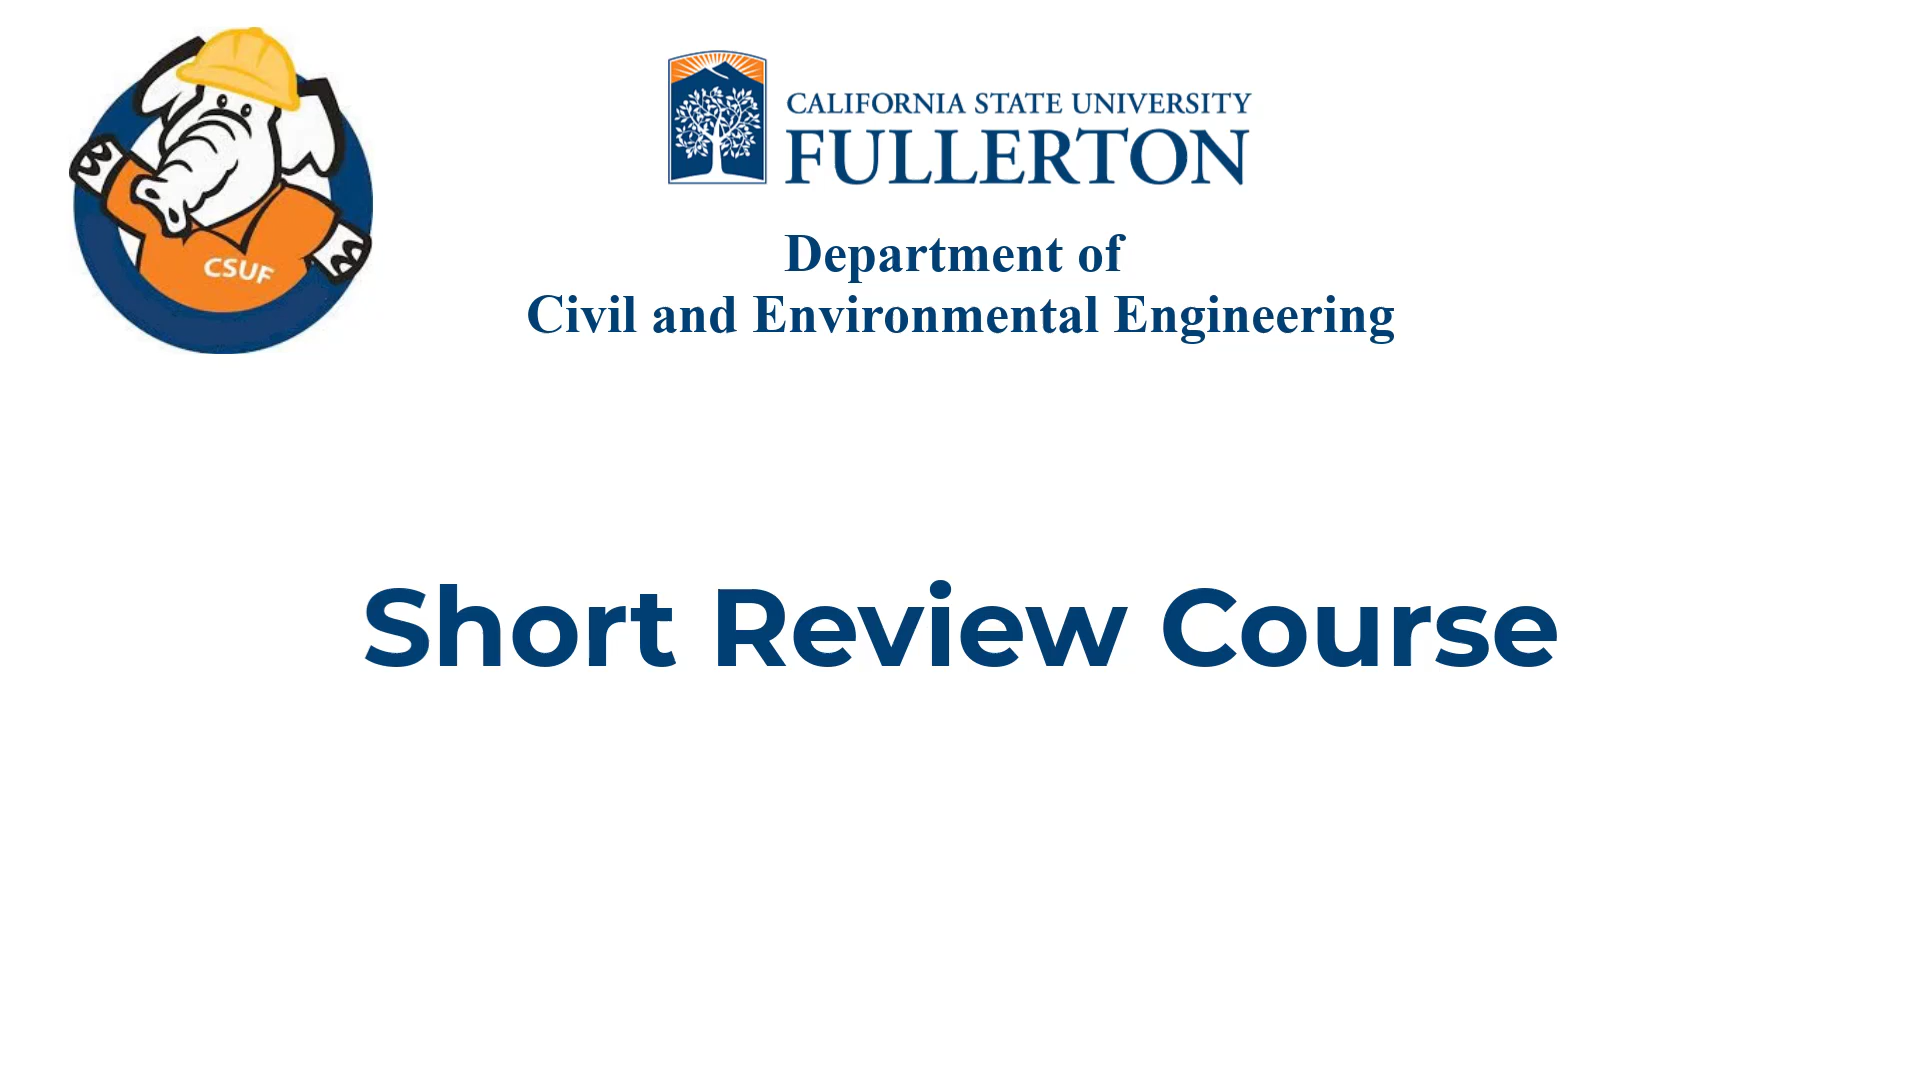 CSUF
CALIFORNIA STATE UNIVERSITY
FULLERTON
Department of
Civil and Environmental Engineering
Short Review Course